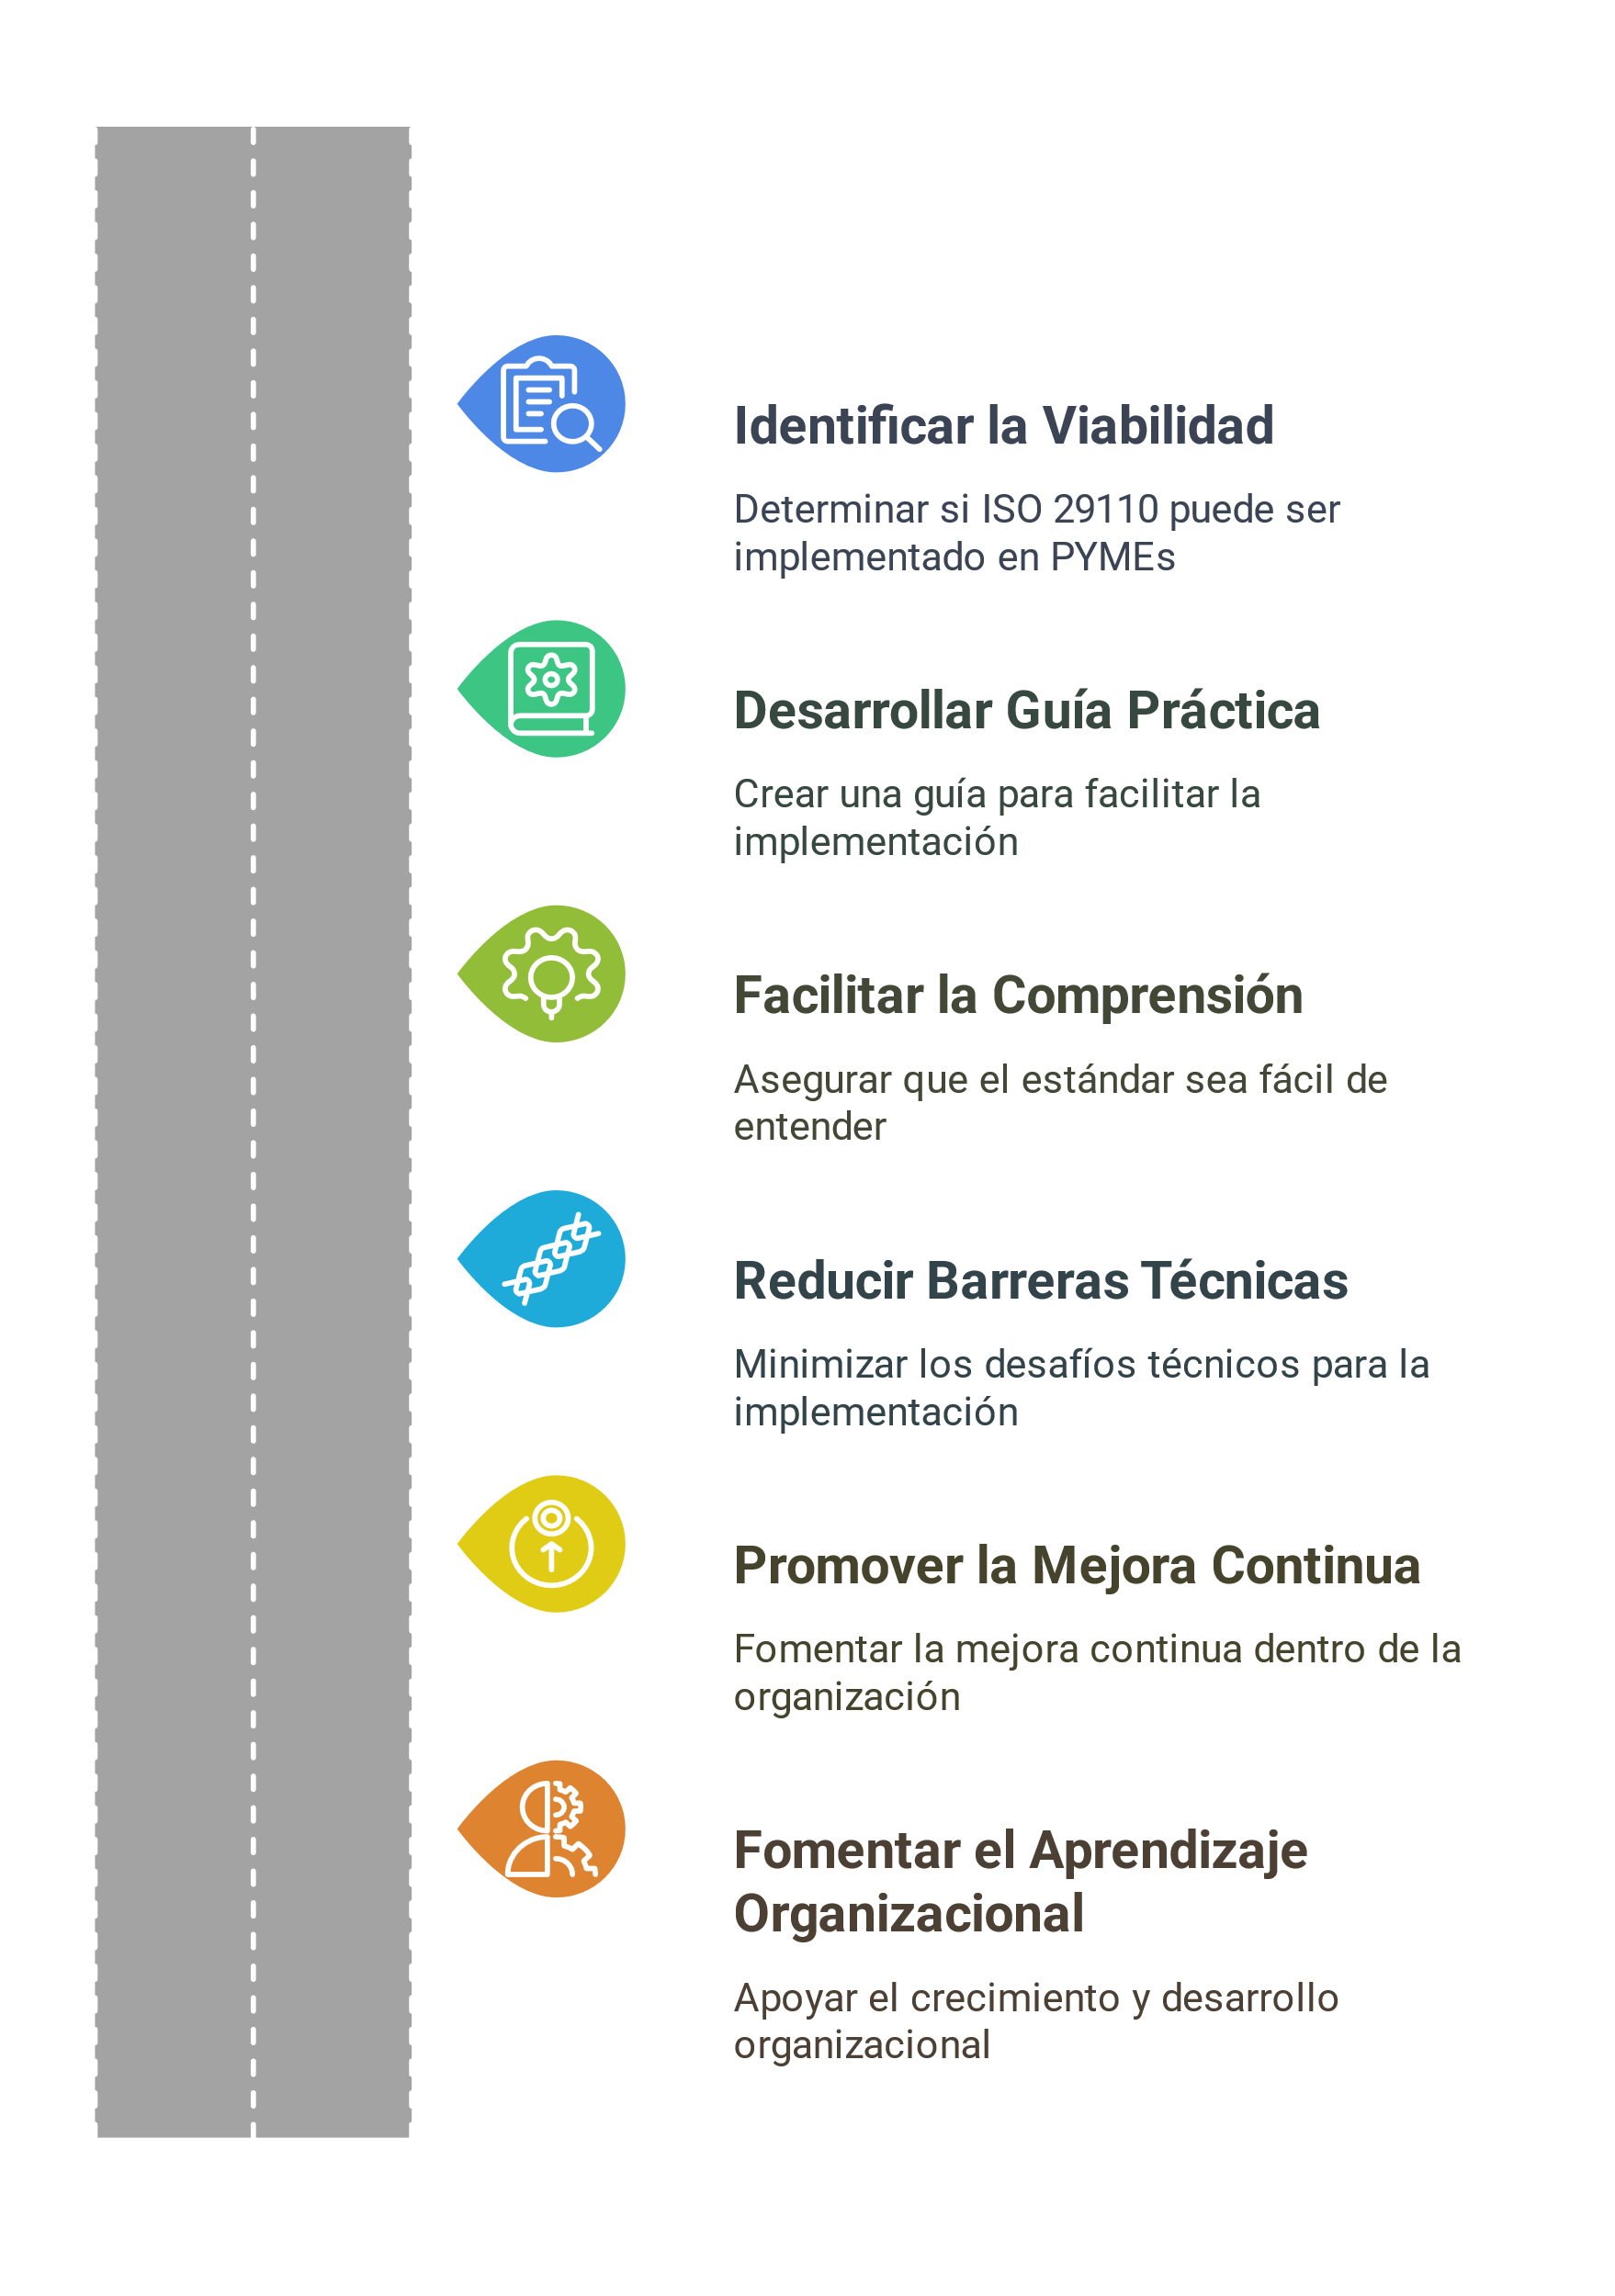 Identificar la Viabilidad
Determinar si ISO 29110 puede ser
implementado en PYMEs
Desarrollar Guía Práctica
Crear una guía para facilitar la
implementación
Facilitar la Comprensión
Asegurar que el estándar sea fácil de
entender
Reducir Barreras Técnicas
Minimizar los desafíos técnicos para la
implementación
Promover la Mejora Continua
Fomentar la mejora continua dentro de la
organización
Fomentar el Aprendizaje
Organizacional
Apoyar el crecimiento y desarrollo
organizacional